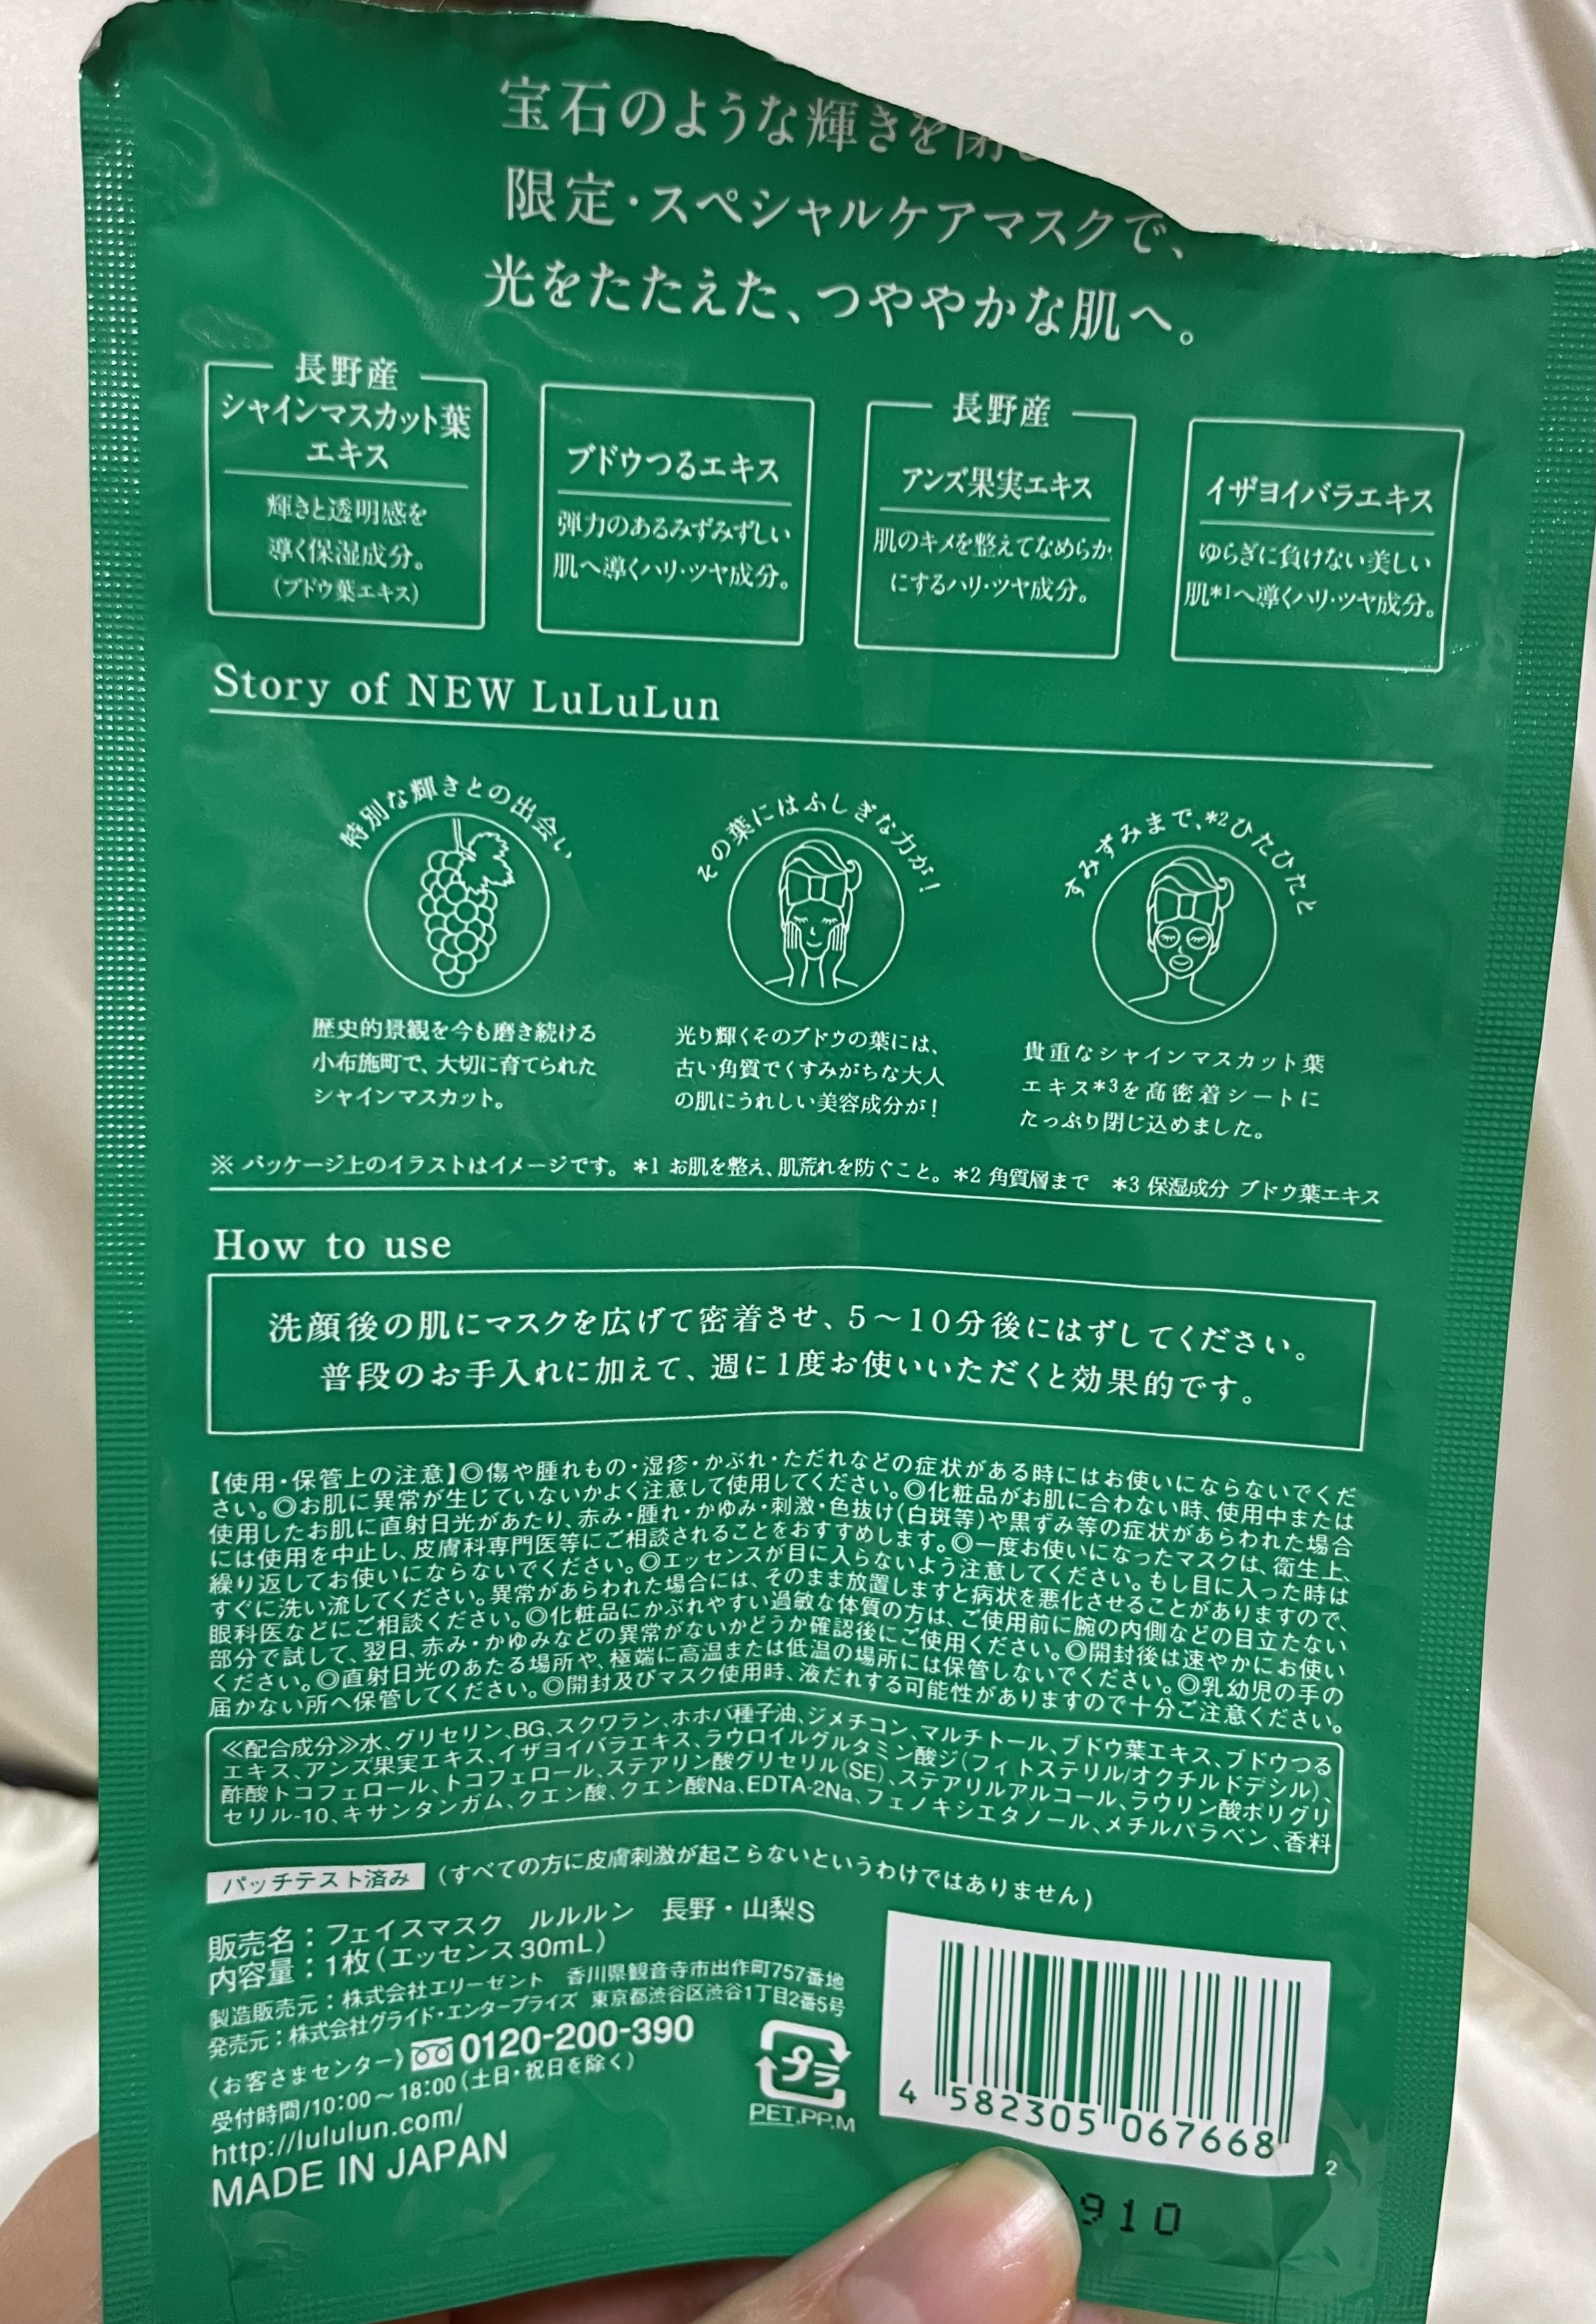 宝石のような輝きを閉じ
限定・スペシャルケアマスクで、
光をたたえた、つややかな肌へ。
長野産
シャインマスカット葉
エキス
輝きと透明感を
導く保湿成分。
(ブドウ葉エキス)
ブドウつるエキス
弾力のあるみずみずしい
肌へ導くハリ・ツヤ成分。
長野産
アンズ果実エキス
肌のキメを整えてなめらか
にするハリ・ツヤ成分。
イザヨイバラエキス
ゆらぎに負けない美しい
肌*1へ導くハリ・ツヤ成分。
Story of NEW LuLuLun
特別な輝きとの出会い
歴史的景観を今も磨き続ける
小布施町で、大切に育てられた
シャインマスカット。
その葉にはふしぎな力が!
光り輝くそのブドウの葉には、
古い角質でくすみがちな大人
の肌にうれしい美容成分が!
すみずみまで、*2ひたひたと
貴重なシャインマスカット葉
エキス*3を高密着シートに
たっぷり閉じ込めました。
※ パッケージ上のイラストはイメージです。 *1 お肌を整え、肌荒れを防ぐこと。 *2 角質層まで *3 保湿成分 ブドウ葉エキス
How to use
洗顔後の肌にマスクを広げて密着させ、5〜10分後にはずしてください。
普段のお手入れに加えて、週に1度お使いいただくと効果的です。
【使用・保管上の注意】◎傷や腫れもの・湿疹・かぶれ・ただれなどの症状がある時にはお使いにならないでくだ
さい。◎お肌に異常が生じていないかよく注意して使用してください。◎化粧品がお肌に合わない時、使用中または
使用したお肌に直射日光があたり、赤み・腫れ・かゆみ・刺激・色抜け(白斑等)や黒ずみ等の症状があらわれた場合
には使用を中止し、皮膚科専門医等にご相談されることをおすすめします。◎一度お使いになったマスクは、衛生上、
繰り返してお使いにならないでください。◎エッセンスが目に入らないよう注意してください。もし目に入った時は
すぐに洗い流してください。異常があらわれた場合には、そのまま放置しますと病状を悪化させることがありますので、
眼科医などにご相談ください。◎化粧品にかぶれやすい過敏な体質の方は、ご使用前に腕の内側などの目立たない
部分で試して、翌日、赤み・かゆみなどの異常がないかどうか確認後にご使用ください。◎開封後は速やかにお使い
ください。◎直射日光のあたる場所や、極端に高温または低温の場所には保管しないでください。◎乳幼児の手の
届かない所へ保管してください。◎開封及びマスク使用時、液だれする可能性がありますので十分ご注意ください。
≪配合成分≫水、グリセリン、BG、スクワラン、ホホバ種子油、ジメチコン、マルチトール、ブドウ葉エキス、ブドウつる
エキス、アンズ果実エキス、イザヨイバラエキス、ラウロイルグルタミン酸ジ(フィトステリル/オクチルドデシル)、
酢酸トコフェロール、トコフェロール、ステアリン酸グリセリル(SE)、ステアリルアルコール、ラウリン酸ポリグリ
セリル-10、キサンタンガム、クエン酸、クエン酸Na、EDTA-2Na、フェノキシエタノール、メチルパラベン、香料
パッチテスト済み (すべての方に皮膚刺激が起こらないというわけではありません)
販売名:フェイスマスク ルルルン 長野・山梨S
内容量:1枚(エッセンス30mL)
製造販売元:株式会社エリーゼント 香川県観音寺市出作町757番地
発売元:株式会社グライド・エンタープライズ 東京都渋谷区渋谷1丁目2番5号
《お客さまセンター》0120-200-390
受付時間/10:00〜18:00(土日・祝日を除く)
http://lululun.com/
MADE IN JAPAN
プラ
PET,PP,M
4 582305 067668
2
910